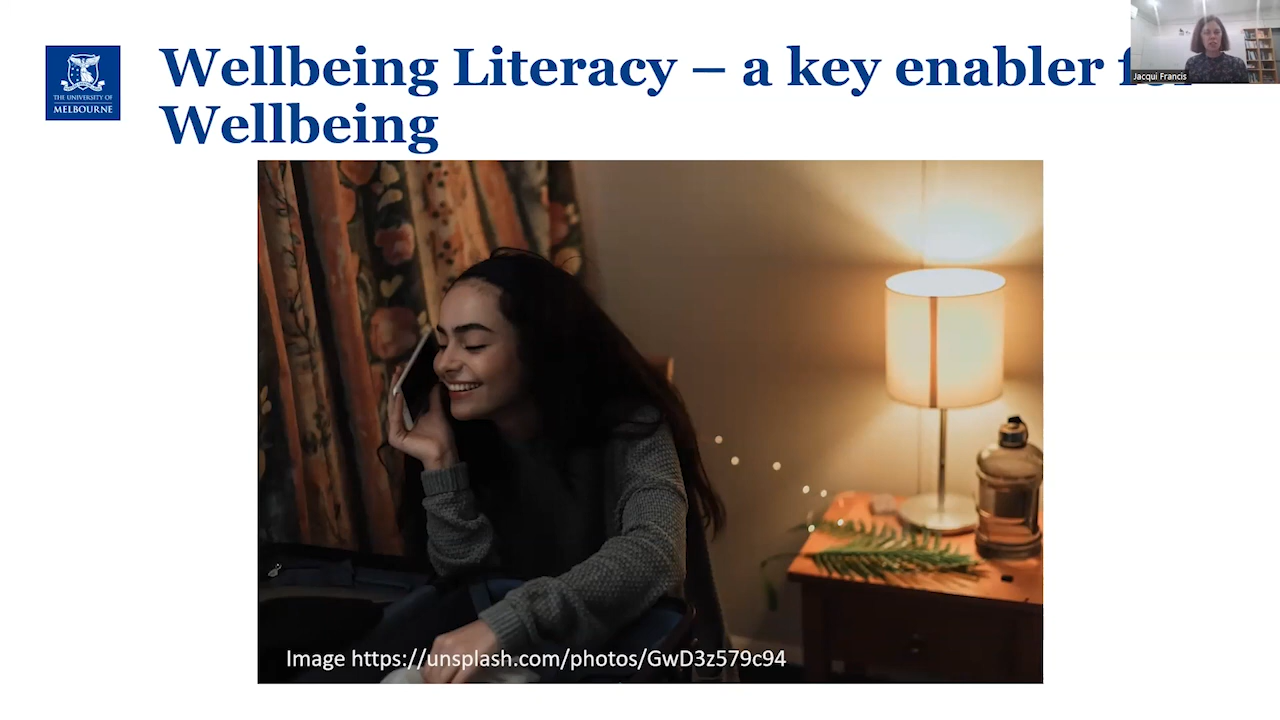 THE UNIVERSITY OF
MELBOURNE
Wellbeing Literacy – a key enabler
Wellbeing
Jacqui Francis
Image https://unsplash.com/photos/GwD3z579c94